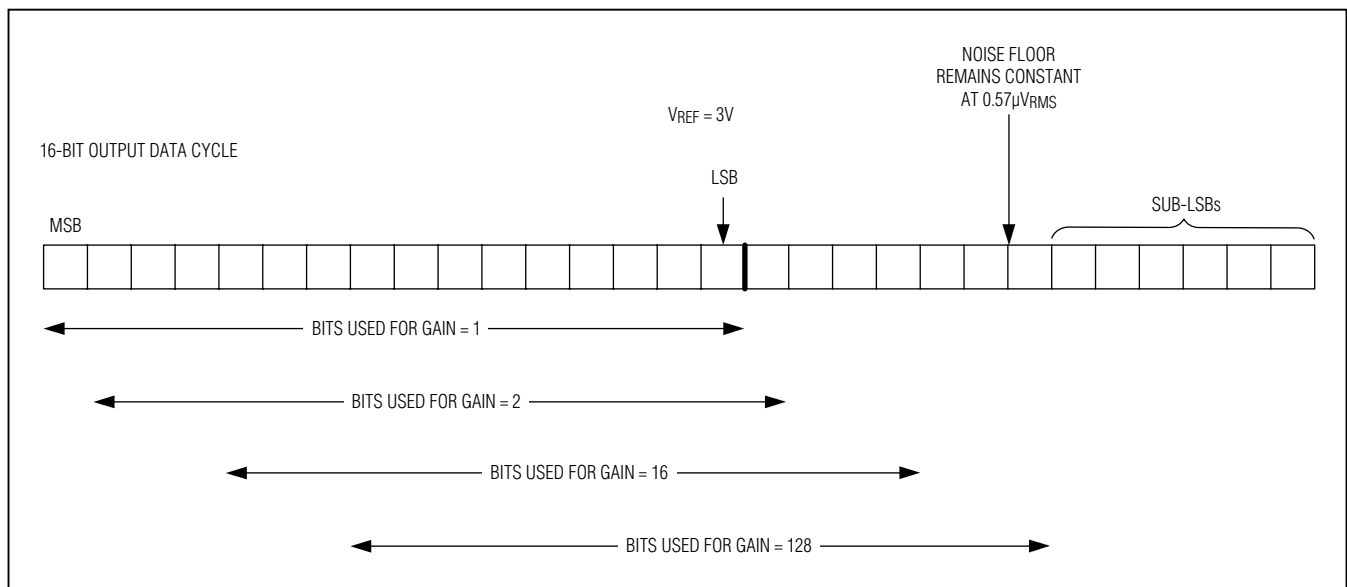 NOISE FLOOR
REMAINS CONSTANT
AT 0.57µVRMS
VREF = 3V
16-BIT OUTPUT DATA CYCLE
LSB
SUB-LSBs
MSB
BITS USED FOR GAIN = 1
BITS USED FOR GAIN = 2
BITS USED FOR GAIN = 16
BITS USED FOR GAIN = 128